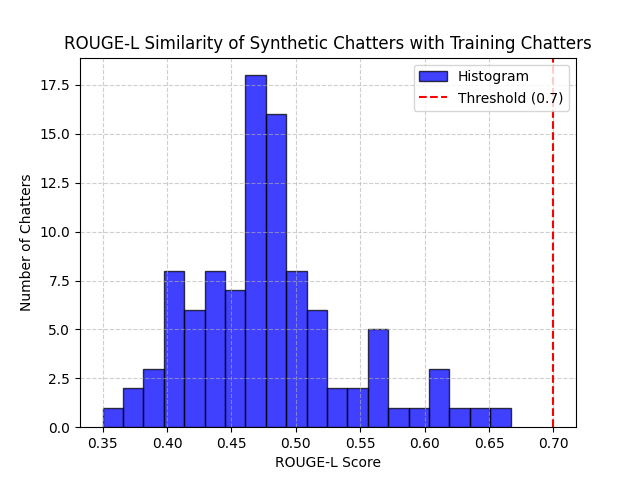 ROUGE-L Similarity of Synthetic Chatters with Training Chatters
Histogram
Threshold (0.7)
Number of Chatters
17.5
15.0
12.5
10.0
7.5
5.0
2.5
0.0
0.35 0.40 0.45 0.50 0.55 0.60 0.65 0.70
ROUGE-L Score